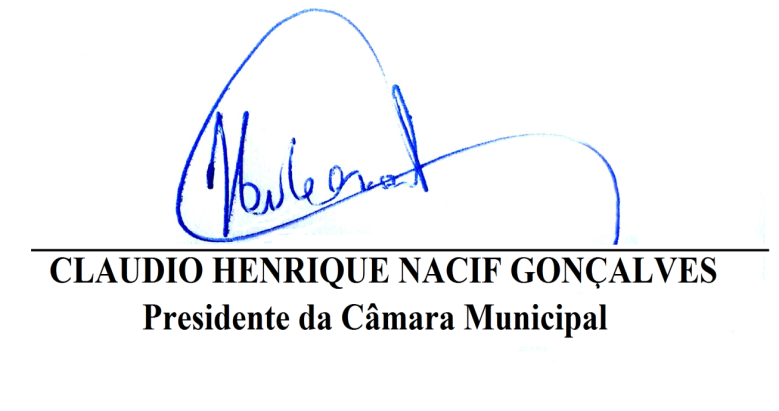 CLAUDIO HENRIQUE NACIF GONÇALVES
Presidente da Câmara Municipal